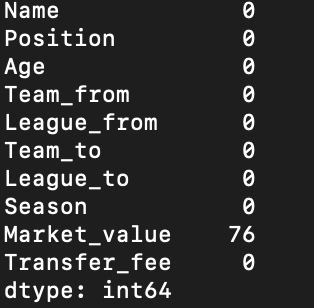 Name 0
Position 0
Age 0
Team_from 0
League_from 0
Team_to 0
League_to 0
Season 0
Market_value 76
Transfer_fee 0
dtype: int64